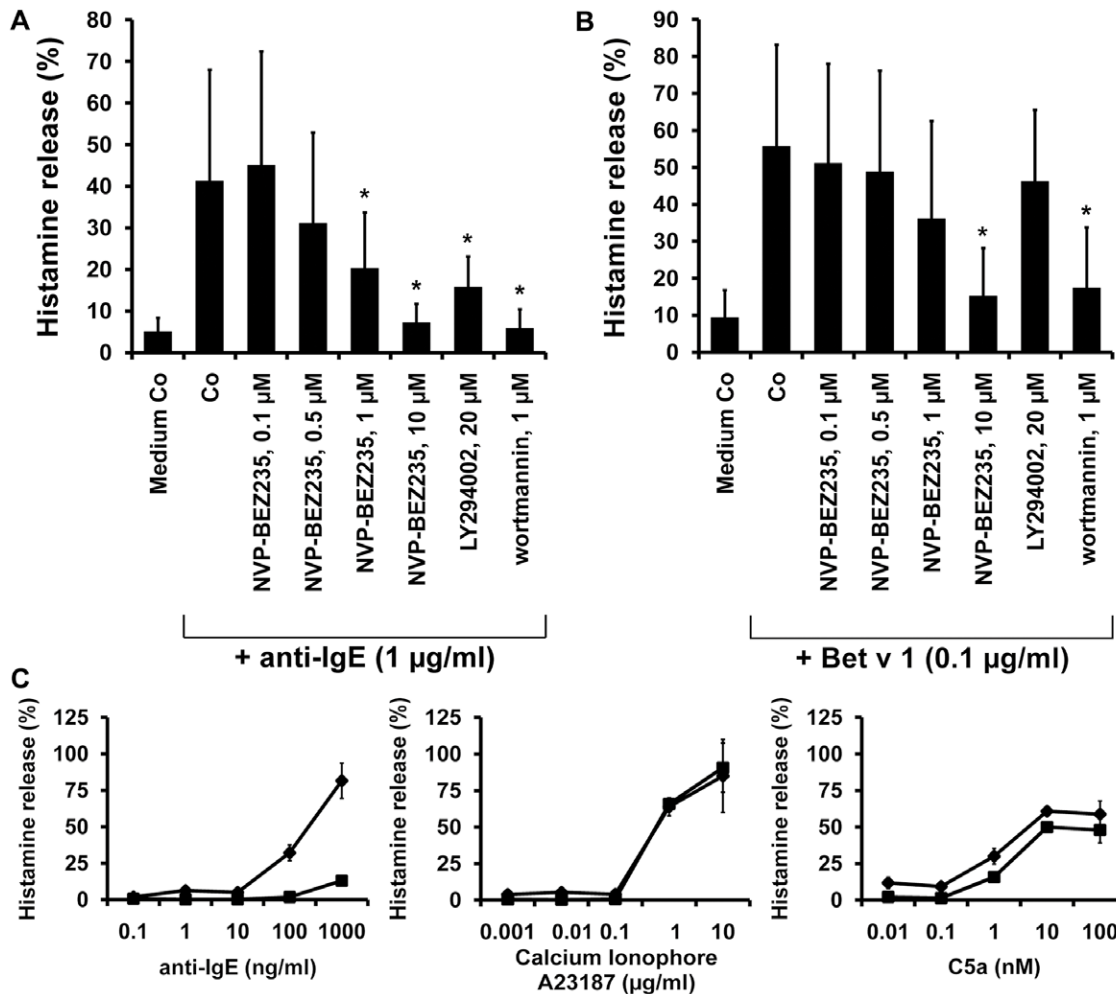 A
Histamine release (%)
80
70
60
50
40
30
20
10
0
*
*
*
*
Medium Co
Co
NVP-BEZ235, 0.1 µM
NVP-BEZ235, 0.5 µM
NVP-BEZ235, 1 µM
NVP-BEZ235, 10 µM
LY294002, 20 µM
wortmannin, 1 µM
+ anti-IgE (1 µg/ml)
B
Histamine release (%)
90
80
70
60
50
40
30
20
10
0
*
*
Medium Co
Co
NVP-BEZ235, 0.1 µM
NVP-BEZ235, 0.5 µM
NVP-BEZ235, 1 µM
NVP-BEZ235, 10 µM
LY294002, 20 µM
wortmannin, 1 µM
+ Bet v 1 (0.1 µg/ml)
C
Histamine release (%)
125
100
75
50
25
0
0.1 1 10 100 1000
anti-IgE (ng/ml)
Histamine release (%)
125
100
75
50
25
0
0.001 0.01 0.1 1 10
Calcium Ionophore
A23187 (µg/ml)
Histamine release (%)
125
100
75
50
25
0
0.01 0.1 1 10 100
C5a (nM)